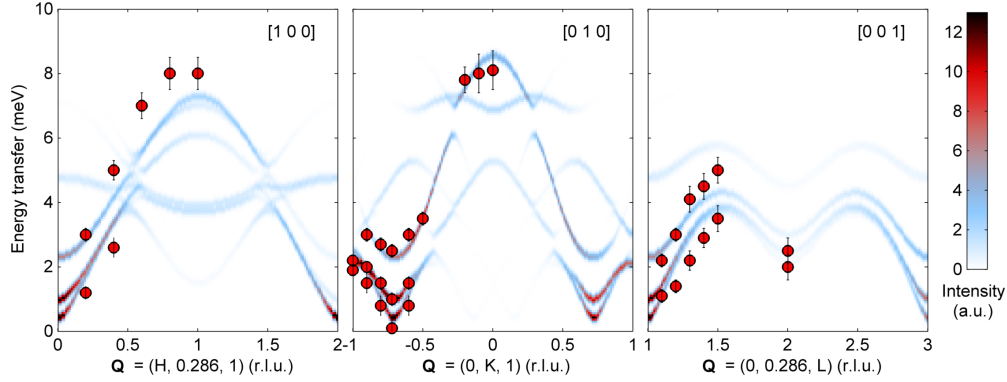 [1 0 0] [0 1 0] [0 0 1]
Energy transfer (meV)
10
8
6
4
2
0
0 0.5 1 1.5 2
-1 -0.5 0 0.5 1
1 1.5 2 2.5 3
Q = (H, 0.286, 1) (r.l.u.) Q = (0, K, 1) (r.l.u.) Q = (0, 0.286, L) (r.l.u.)
12
10
8
6
4
2
0
Intensity
(a.u.)